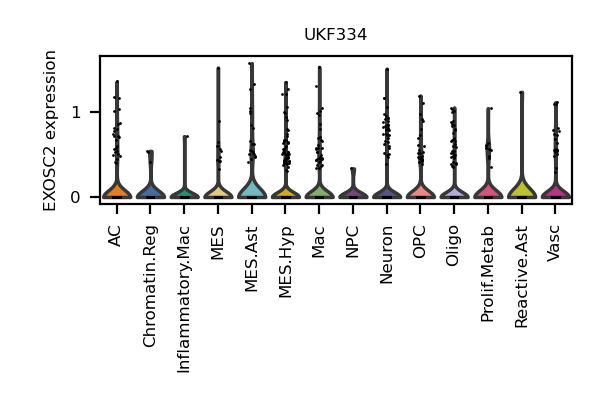 UKF334
EXOSC2 expression
1
0
AC
Chromatin.Reg
Inflammatory.Mac
MES
MES.Ast
MES.Hyp
Mac
NPC
Neuron
OPC
Oligo
Prolif.Metab
Reactive.Ast
Vasc